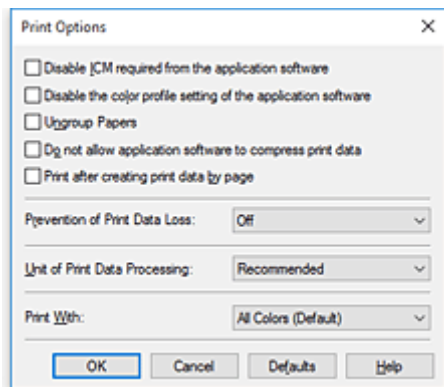 Print Options
Disable ICM required from the application software
Disable the color profile setting of the application software
Ungroup Papers
Do not allow application software to compress print data
Print after creating print data by page
Prevention of Print Data Loss: Off
Unit of Print Data Processing: Recommended
Print With: All Colors (Default)
OK Cancel Defaults Help